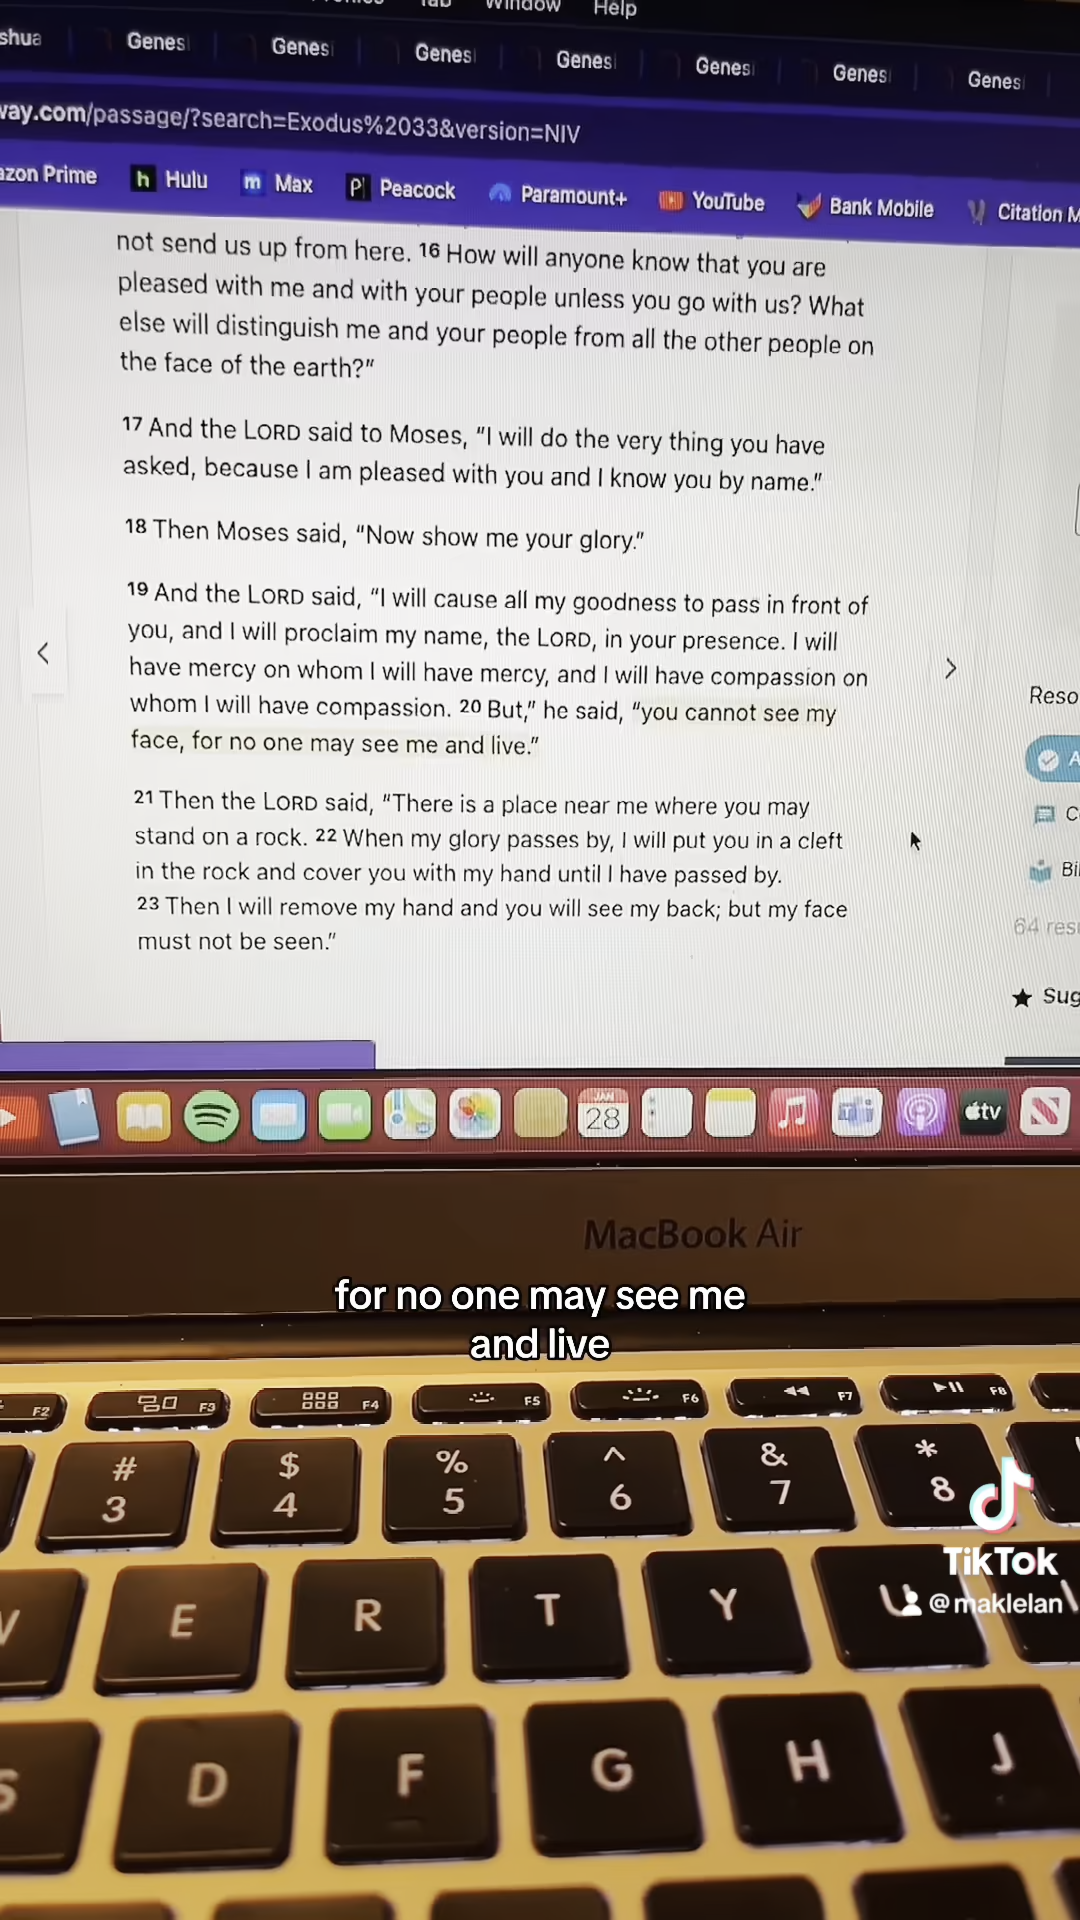 Tab Window Help
shua Genesi Genesi Genesi Genesi Genesi Genesi Genesi
way.com/passage/?search=Exodus%2033&version=NIV
azon Prime h Hulu m Max P Peacock Paramount+ YouTube Bank Mobile Citation M
not send us up from here. 16 How will anyone know that you are
pleased with me and with your people unless you go with us? What
else will distinguish me and your people from all the other people on
the face of the earth?”
17 And the LORD said to Moses, “I will do the very thing you have
asked, because I am pleased with you and I know you by name.”
18 Then Moses said, “Now show me your glory.”
19 And the LORD said, “I will cause all my goodness to pass in front of
you, and I will proclaim my name, the LORD, in your presence. I will
have mercy on whom I will have mercy, and I will have compassion on
whom I will have compassion. 20 But,” he said, “you cannot see my
face, for no one may see me and live.”
21 Then the LORD said, “There is a place near me where you may
stand on a rock. 22 When my glory passes by, I will put you in a cleft
in the rock and cover you with my hand until I have passed by.
23 Then I will remove my hand and you will see my back; but my face
must not be seen.”
Reso
A
C
Bi
64 resu
Sug
JAN
28
tv
MacBook Air
for no one may see me
and live
F2 F3 F4 F5 F6 F7 F8
# $ % ^ & *
3 4 5 6 7 8
TikTok
@maklelan
W E R T Y U
S D F G H J